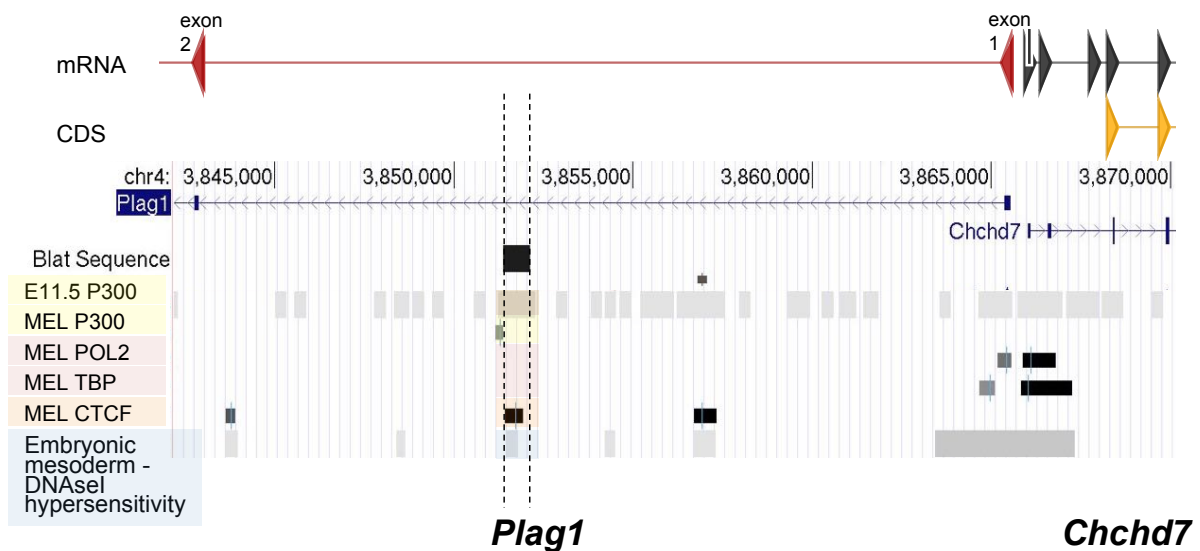 exon
2
exon
1
mRNA
CDS
chr4: 3,845,000 3,850,000 3,855,000 3,860,000 3,865,000 3,870,000
Plag1
Chchd7
Blat Sequence
E11.5 P300
MEL P300
MEL POL2
MEL TBP
MEL CTCF
Embryonic
mesoderm -
DNAseI
hypersensitivity
Plag1 Chchd7